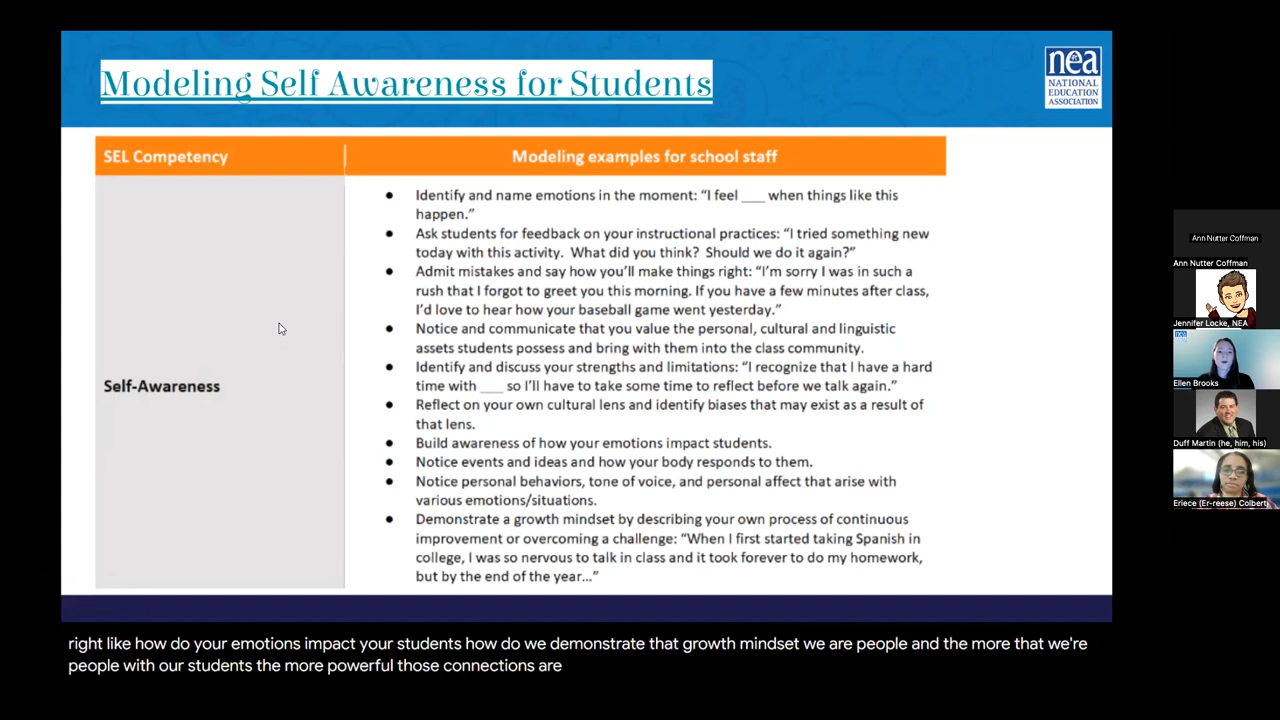 Modeling Self Awareness for Students
nea
NATIONAL
EDUCATION
ASSOCIATION
SEL Competency
Modeling examples for school staff
Self-Awareness
● Identify and name emotions in the moment: “I feel ___ when things like this
happen.”
● Ask students for feedback on your instructional practices: “I tried something new
today with this activity. What did you think? Should we do it again?”
● Admit mistakes and say how you’ll make things right: “I’m sorry I was in such a
rush that I forgot to greet you this morning. If you have a few minutes after class,
I’d love to hear how your baseball game went yesterday.”
● Notice and communicate that you value the personal, cultural and linguistic
assets students possess and bring with them into the class community.
● Identify and discuss your strengths and limitations: “I recognize that I have a hard
time with ___ so I’ll have to take some time to reflect before we talk again.”
● Reflect on your own cultural lens and identify biases that may exist as a result of
that lens.
● Build awareness of how your emotions impact students.
● Notice events and ideas and how your body responds to them.
● Notice personal behaviors, tone of voice, and personal affect that arise with
various emotions/situations.
● Demonstrate a growth mindset by describing your own process of continuous
improvement or overcoming a challenge: “When I first started taking Spanish in
college, I was so nervous to talk in class and it took forever to do my homework,
but by the end of the year…”
Ann Nutter Coffman
Ann Nutter Coffman
Jennifer Locke, NEA
nea
Ellen Brooks
Duff Martin (he, him, his)
Eriece (Er-reese) Colbert
right like how do your emotions impact your students how do we demonstrate that growth mindset we are people and the more that we're
people with our students the more powerful those connections are